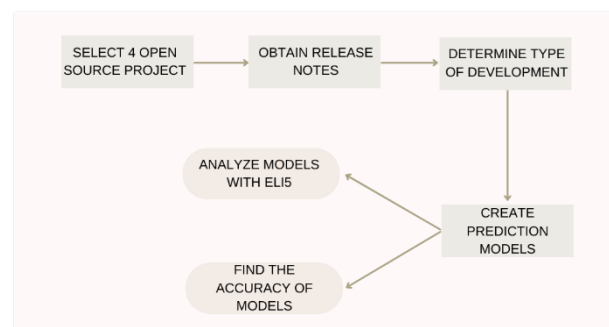 SELECT 4 OPEN
SOURCE PROJECT
OBTAIN RELEASE
NOTES
DETERMINE TYPE
OF DEVELOPMENT
ANALYZE MODELS
WITH ELI5
CREATE
PREDICTION
MODELS
FIND THE
ACCURACY OF
MODELS